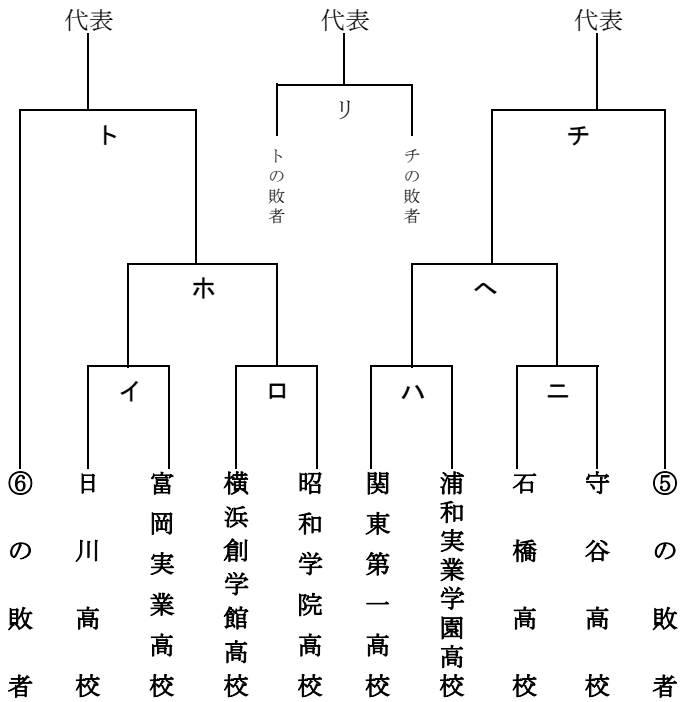 代表
代表
代表
ト
リ
チ
トの敗者
チの敗者
ホ
ヘ
イ
ロ
ハ
ニ
⑥の敗者
日川高校
富岡実業高校
横浜創学館高校
昭和学院高校
関東第一高校
浦和実業学園高校
石橋高校
守谷高校
⑤の敗者